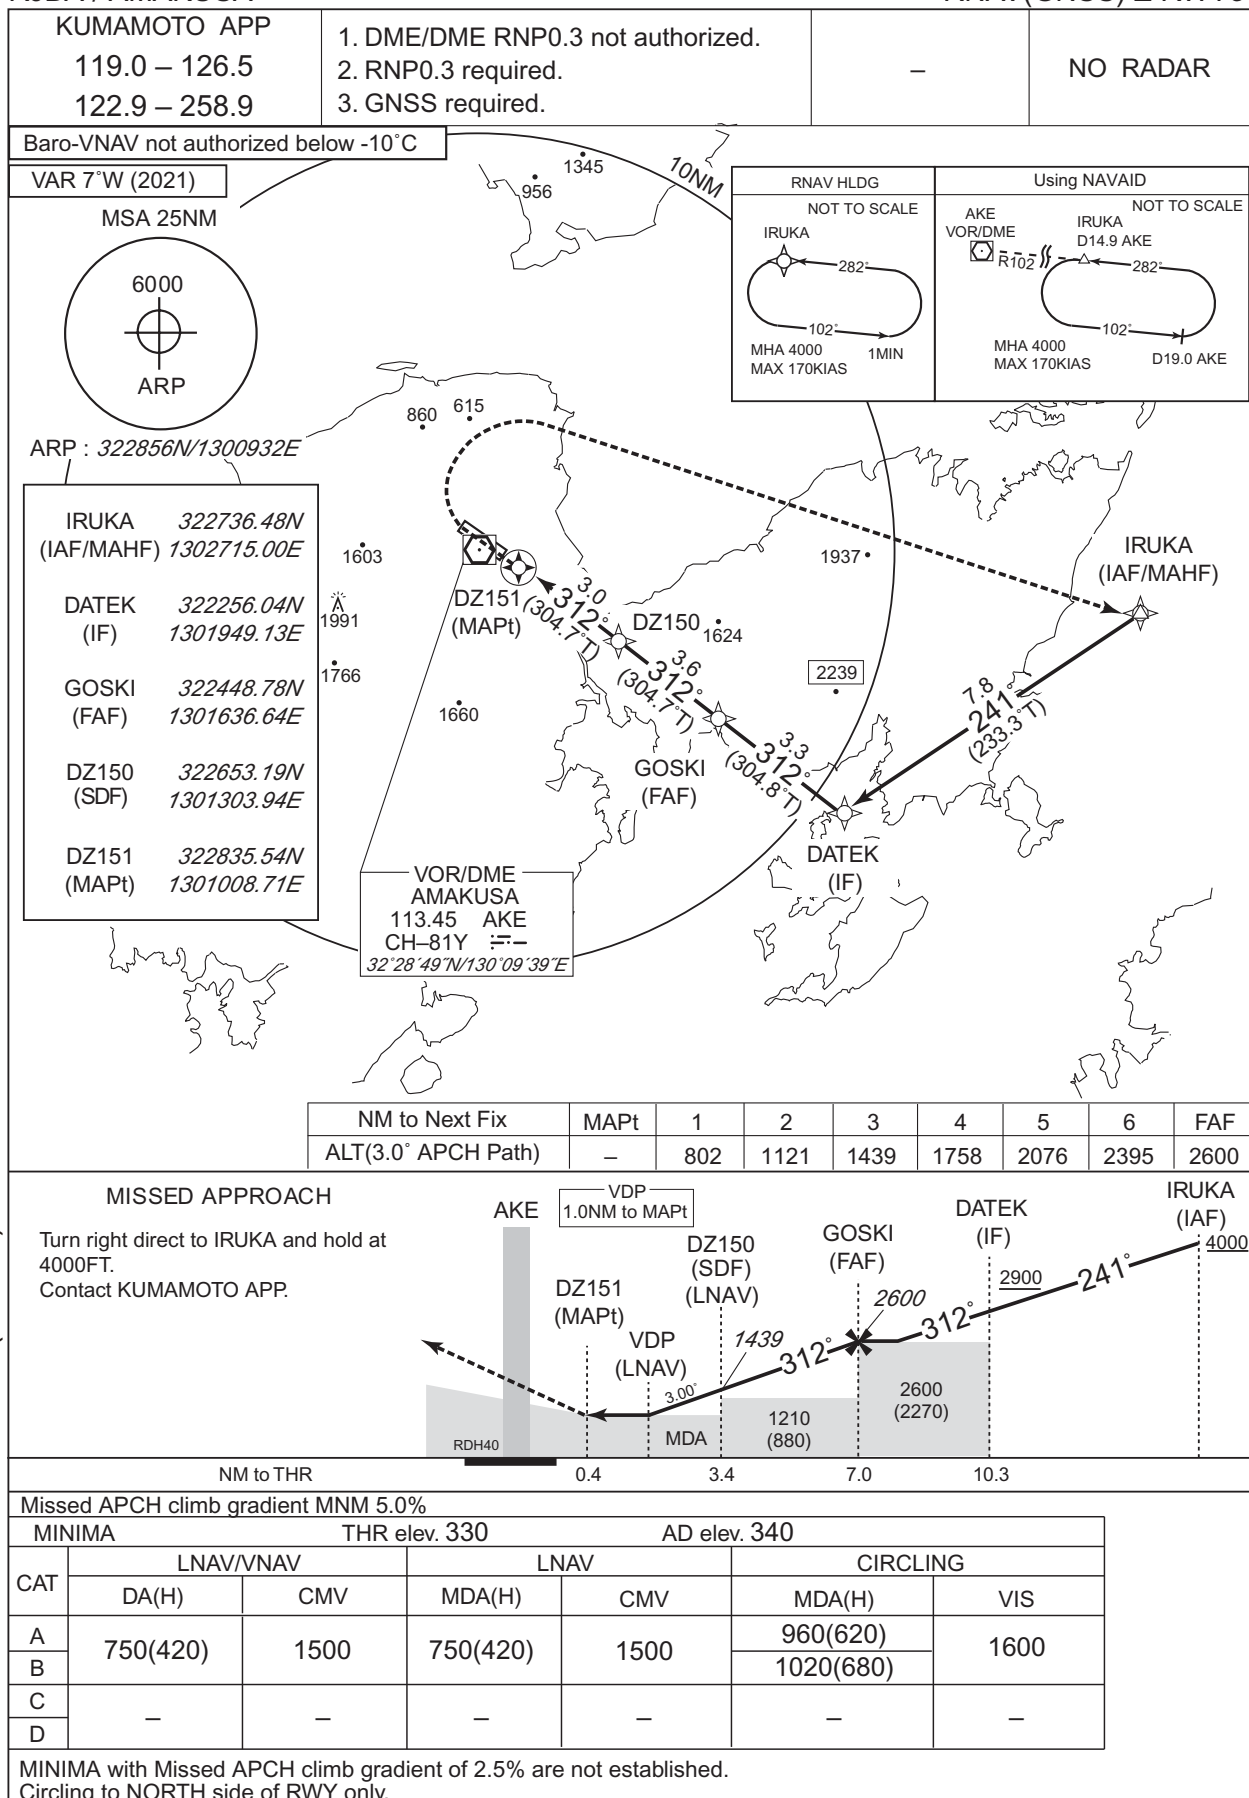 KUMAMOTO APP
119.0 – 126.5
122.9 – 258.9
1. DME/DME RNP0.3 not authorized.
2. RNP0.3 required.
3. GNSS required.
–
NO RADAR
Baro-VNAV not authorized below -10˚C
VAR 7˚W (2021)
MSA 25NM
6000
ARP
ARP : 322856N/1300932E
IRUKA 322736.48N
(IAF/MAHF) 1302715.00E
DATEK 322256.04N
(IF) 1301949.13E
GOSKI 322448.78N
(FAF) 1301636.64E
DZ150 322653.19N
(SDF) 1301303.94E
DZ151 322835.54N
(MAPt) 1301008.71E
10NM
1345
956
RNAV HLDG
NOT TO SCALE
IRUKA
282˚
102˚
MHA 4000
MAX 170KIAS
1MIN
Using NAVAID
NOT TO SCALE
AKE
VOR/DME
R102
IRUKA
D14.9 AKE
282˚
102˚
MHA 4000
MAX 170KIAS
D19.0 AKE
860
615
1603
1991
1766
1660
1937
1624
2239
IRUKA
(IAF/MAHF)
DZ151
(MAPt)
3.0
312˚
(304.7˚T)
DZ150
3.6
312˚
(304.7˚T)
GOSKI
(FAF)
3.3
312˚
(304.8˚T)
7.8
241˚
(233.3˚T)
DATEK
(IF)
VOR/DME
AMAKUSA
113.45 AKE
CH–81Y
32˚28´49˝N/130˚09´39˝E
NM to Next Fix MAPt 1 2 3 4 5 6 FAF
ALT(3.0˚ APCH Path) – 802 1121 1439 1758 2076 2395 2600
MISSED APPROACH
Turn right direct to IRUKA and hold at
4000FT.
Contact KUMAMOTO APP.
AKE
VDP
1.0NM to MAPt
DZ151
(MAPt)
VDP
(LNAV)
DZ150
(SDF)
(LNAV)
GOSKI
(FAF)
DATEK
(IF)
IRUKA
(IAF)
4000
2900
241˚
2600
312˚
1439
312˚
3.00˚
2600
(2270)
1210
(880)
MDA
RDH40
NM to THR 0.4 3.4 7.0 10.3
Missed APCH climb gradient MNM 5.0%
MINIMA THR elev. 330 AD elev. 340
CAT LNAV/VNAV LNAV CIRCLING
DA(H) CMV MDA(H) CMV MDA(H) VIS
A 750(420) 1500 750(420) 1500 960(620) 1600
B 1020(680)
C – – – – – –
D
MINIMA with Missed APCH climb gradient of 2.5% are not established.
Circling to NORTH side of RWY only.